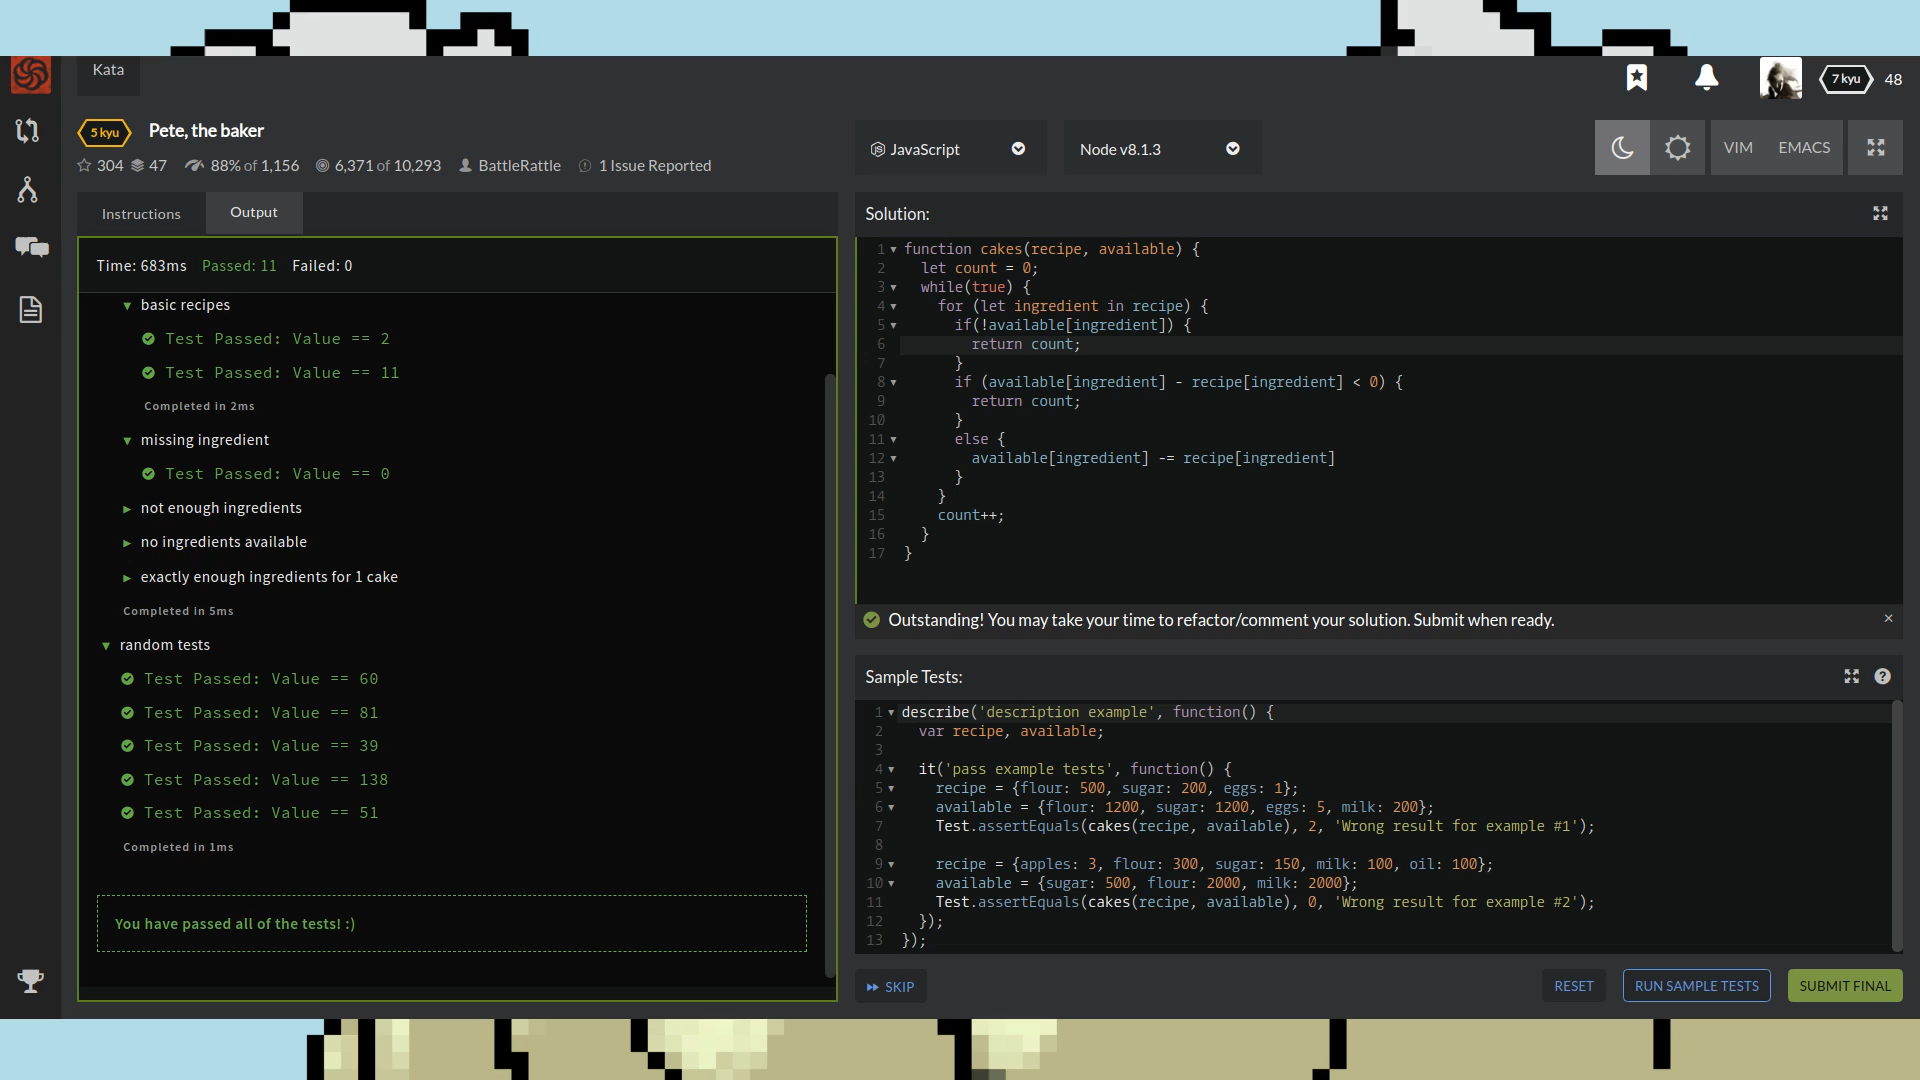 Kata
7 kyu 48
5 kyu Pete, the baker
304 47 88% of 1,156 6,371 of 10,293 BattleRattle 1 Issue Reported
JavaScript Node v8.1.3 VIM EMACS
Instructions Output
Time: 683ms Passed: 11 Failed: 0
basic recipes
Test Passed: Value == 2
Test Passed: Value == 11
Completed in 2ms
missing ingredient
Test Passed: Value == 0
not enough ingredients
no ingredients available
exactly enough ingredients for 1 cake
Completed in 5ms
random tests
Test Passed: Value == 60
Test Passed: Value == 81
Test Passed: Value == 39
Test Passed: Value == 138
Test Passed: Value == 51
Completed in 1ms
You have passed all of the tests! :)
Solution:
1 function cakes(recipe, available) {
2 let count = 0;
3 while(true) {
4 for (let ingredient in recipe) {
5 if(!available[ingredient]) {
6 return count;
7 }
8 if (available[ingredient] - recipe[ingredient] < 0) {
9 return count;
10 }
11 else {
12 available[ingredient] -= recipe[ingredient]
13 }
14 }
15 count++;
16 }
17 }
Outstanding! You may take your time to refactor/comment your solution. Submit when ready.
Sample Tests:
1 describe('description example', function() {
2 var recipe, available;
3
4 it('pass example tests', function() {
5 recipe = {flour: 500, sugar: 200, eggs: 1};
6 available = {flour: 1200, sugar: 1200, eggs: 5, milk: 200};
7 Test.assertEquals(cakes(recipe, available), 2, 'Wrong result for example #1');
8
9 recipe = {apples: 3, flour: 300, sugar: 150, milk: 100, oil: 100};
10 available = {sugar: 500, flour: 2000, milk: 2000};
11 Test.assertEquals(cakes(recipe, available), 0, 'Wrong result for example #2');
12 });
13 });
SKIP RESET RUN SAMPLE TESTS SUBMIT FINAL